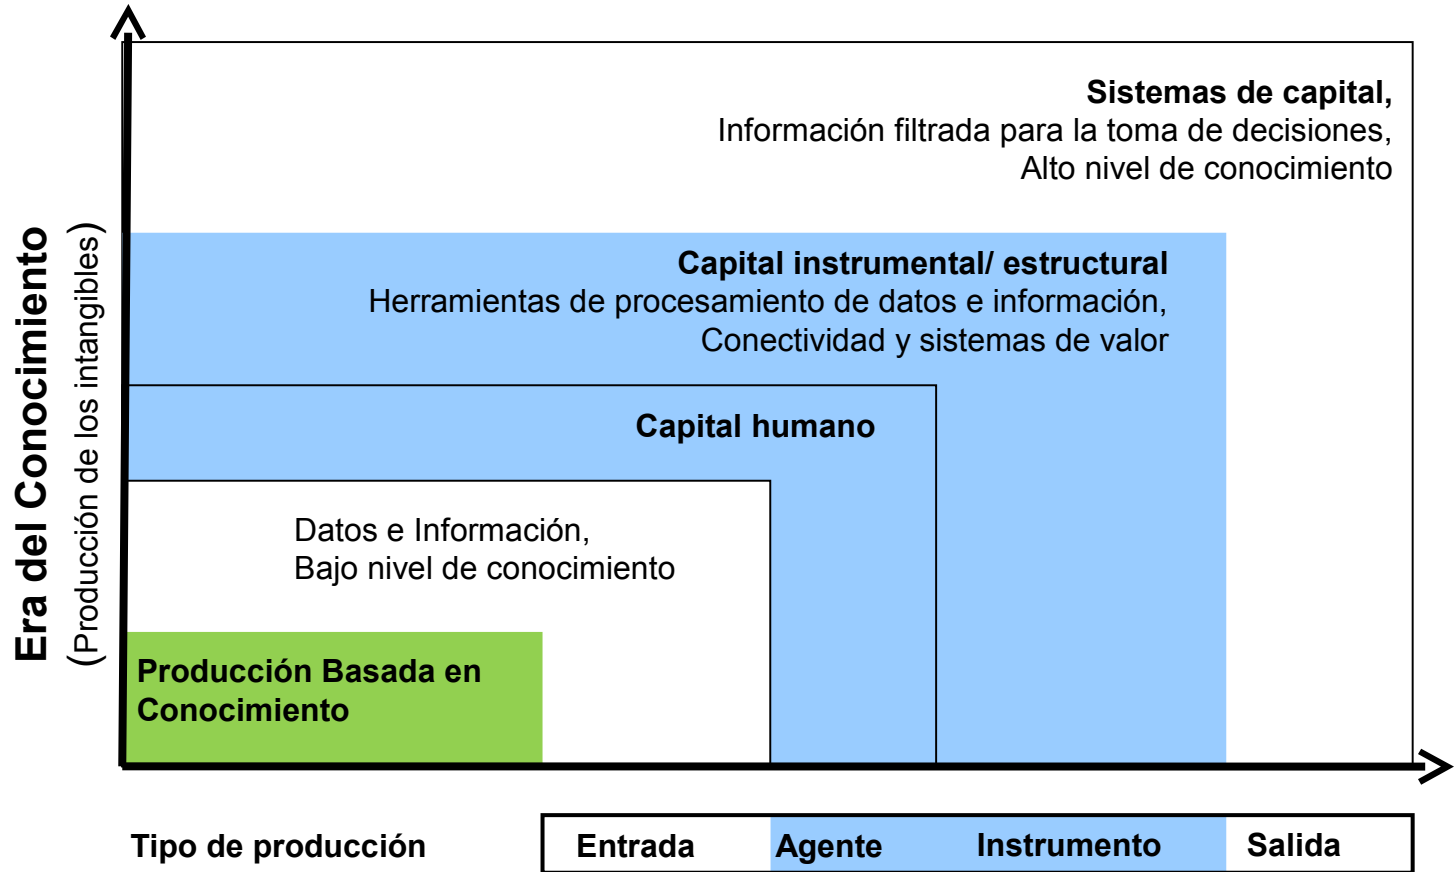 Sistemas de capital,
Información filtrada para la toma de decisiones,
Alto nivel de conocimiento
Capital instrumental/ estructural
Herramientas de procesamiento de datos e información,
Conectividad y sistemas de valor
Capital humano
Datos e Información,
Bajo nivel de conocimiento
Producción Basada en
Conocimiento
Era del Conocimiento
(Producción de los intangibles)
Tipo de producción
Entrada
Agente
Instrumento
Salida